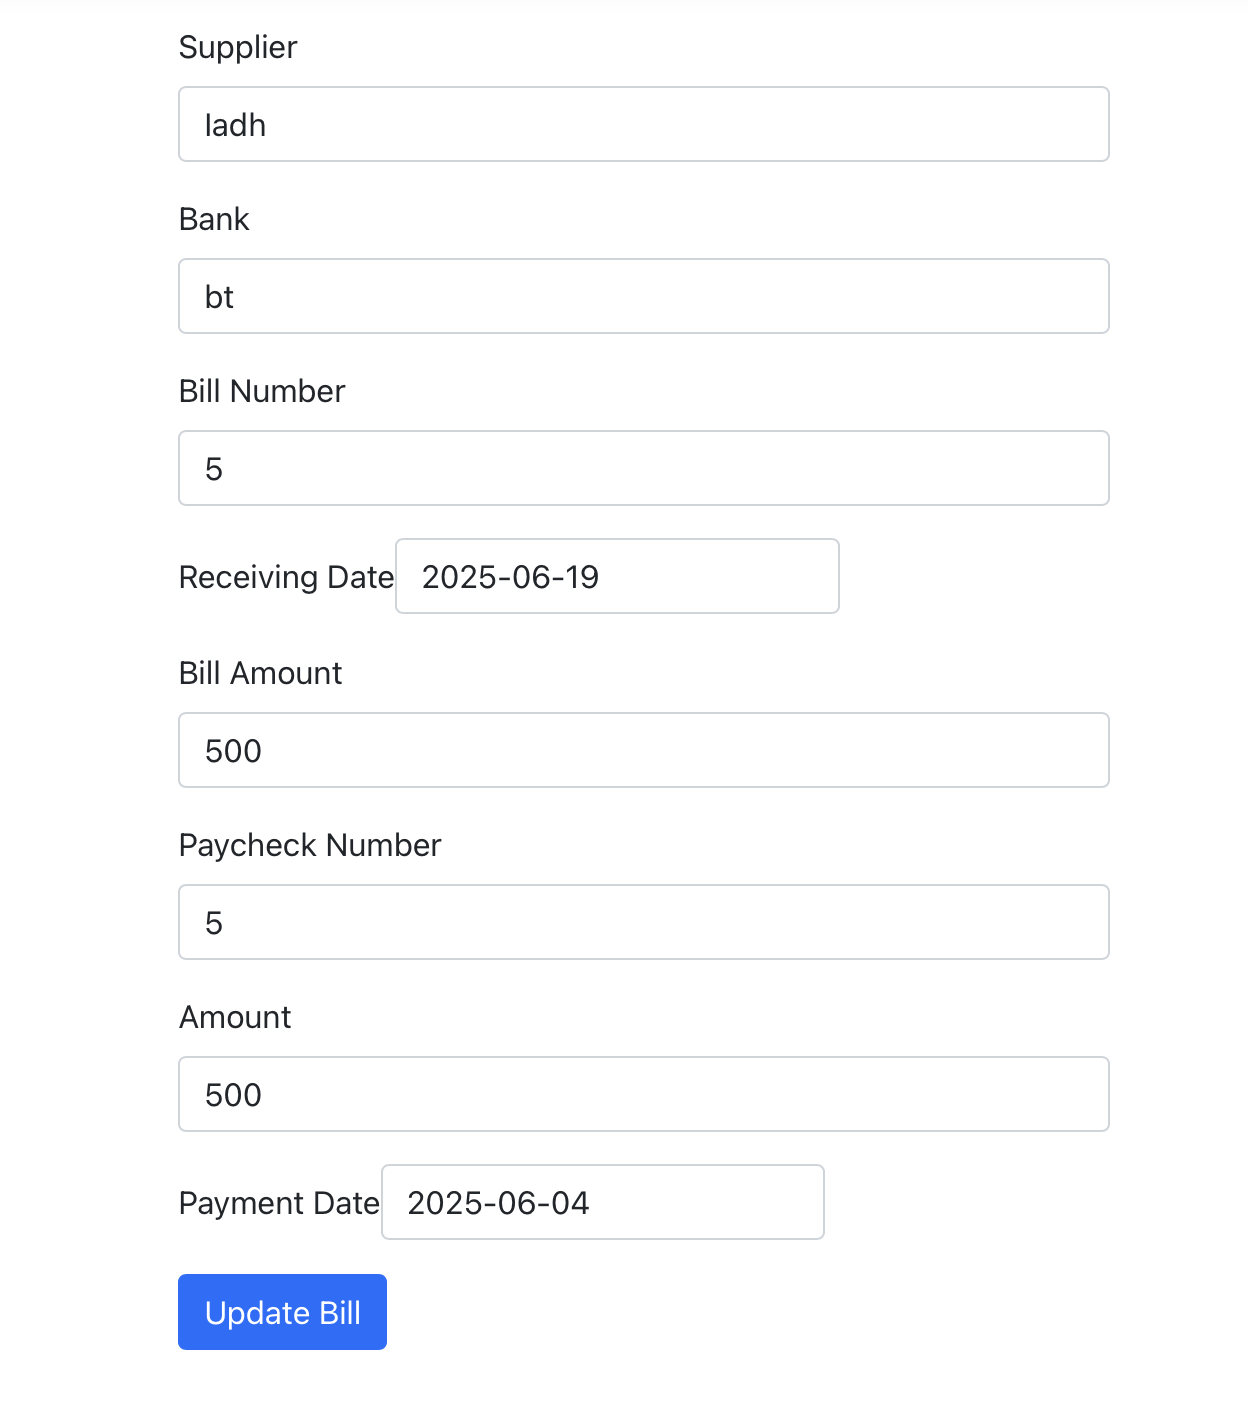 Supplier
ladh
Bank
bt
Bill Number
5
Receiving Date 2025-06-19
Bill Amount
500
Paycheck Number
5
Amount
500
Payment Date 2025-06-04
Update Bill